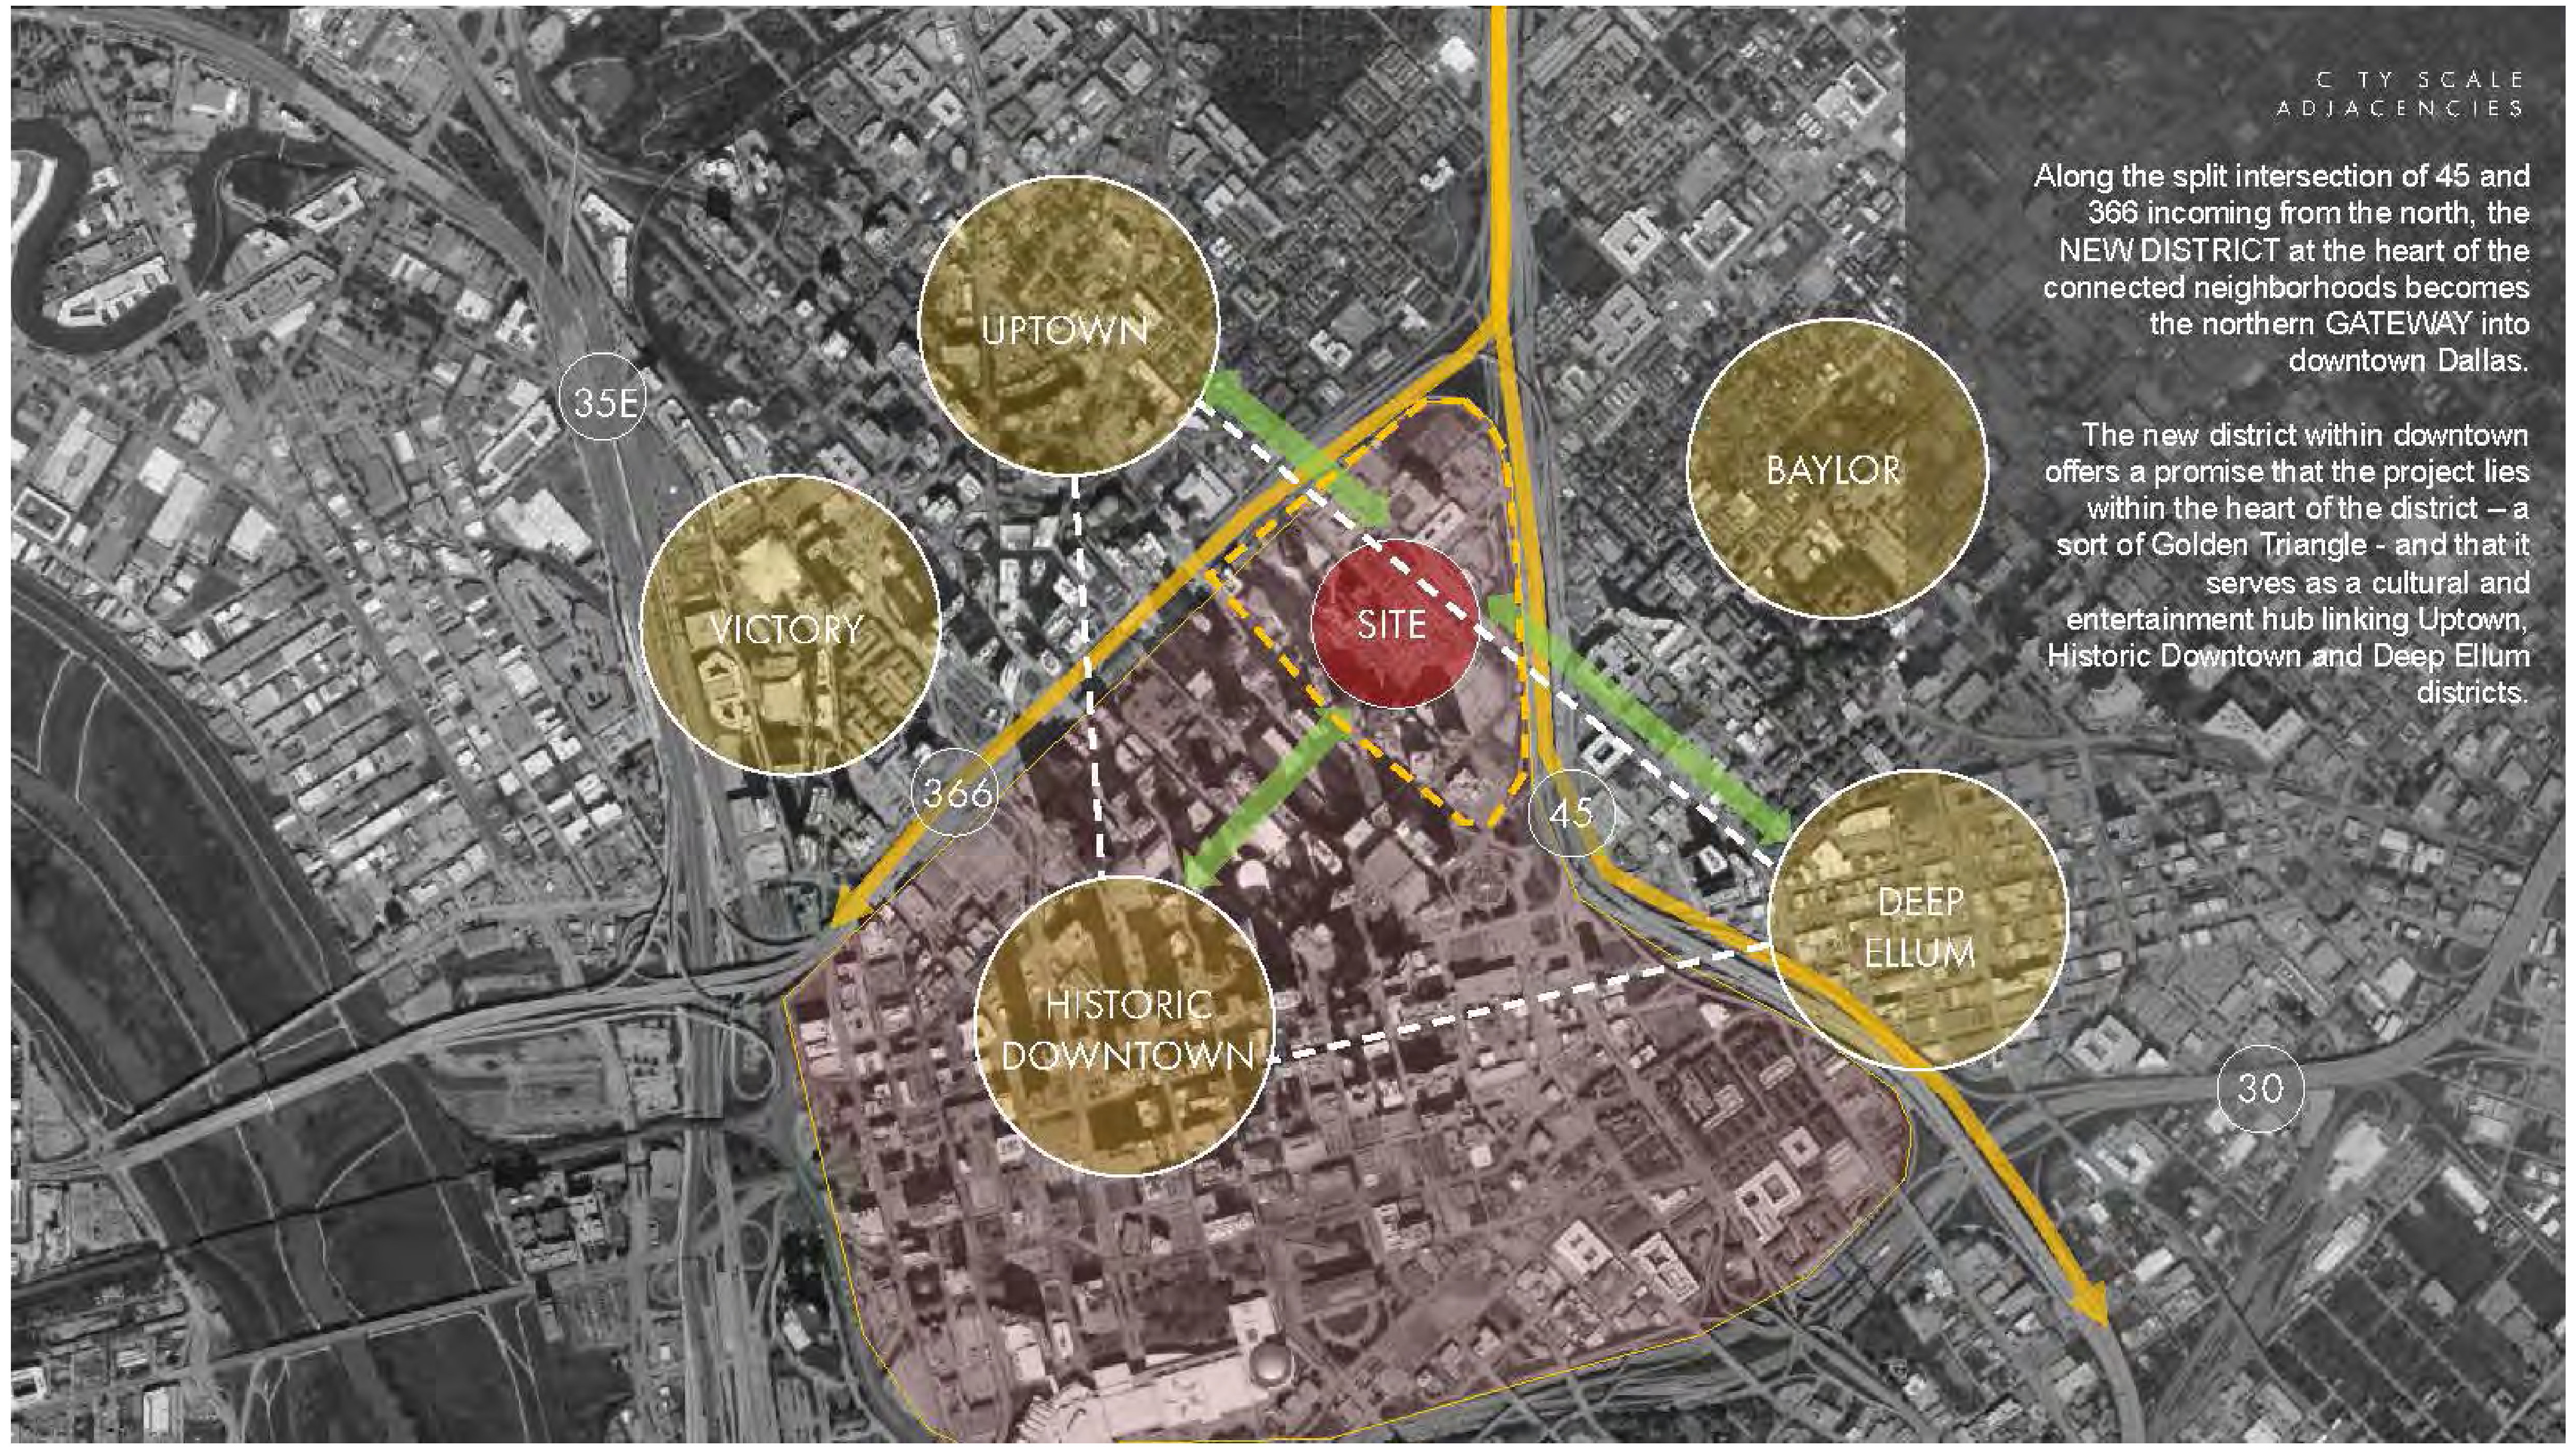 C TY SCALE
ADJACENCIES
Along the split intersection of 45 and
366 incoming from the north, the
NEW DISTRICT at the heart of the
connected neighborhoods becomes
the northern GATEWAY into
downtown Dallas.
The new district within downtown
offers a promise that the project lies
within the heart of the district – a
sort of Golden Triangle - and that it
serves as a cultural and
entertainment hub linking Uptown,
Historic Downtown and Deep Ellum
districts.
UPTOWN
35E
BAYLOR
VICTORY
SITE
366
45
DEEP
ELLUM
HISTORIC
DOWNTOWN
30